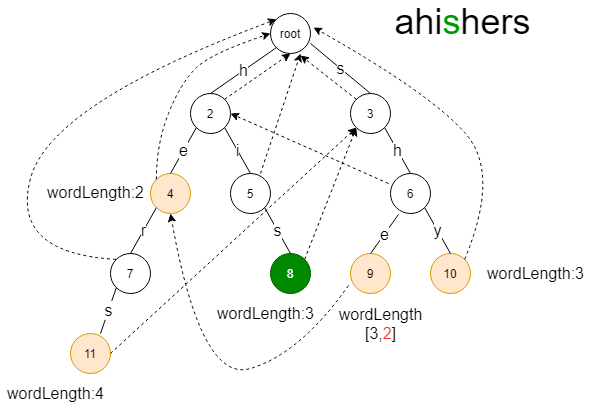 ahishers
root
h
s
2
3
e
i
h
wordLength:2
4
5
6
r
s
e
y
7
8
9
10
wordLength:3
s
wordLength:3
wordLength
[3,2]
11
wordLength:4